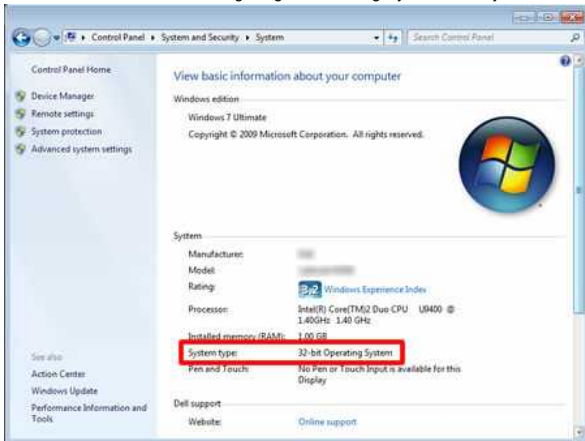 Control Panel ▸ System and Security ▸ System
Search Control Panel
Control Panel Home
Device Manager
Remote settings
System protection
Advanced system settings
See also
Action Center
Windows Update
Performance Information and
Tools
View basic information about your computer
Windows edition
Windows 7 Ultimate
Copyright © 2009 Microsoft Corporation. All rights reserved.
System
Manufacturer:
Model:
Rating:
3.2 Windows Experience Index
Processor:
Intel(R) Core(TM)2 Duo CPU U9400 @
1.40GHz 1.40 GHz
Installed memory (RAM):
1.00 GB
System type:
32-bit Operating System
Pen and Touch:
No Pen or Touch Input is available for this
Display
Dell support
Website:
Online support